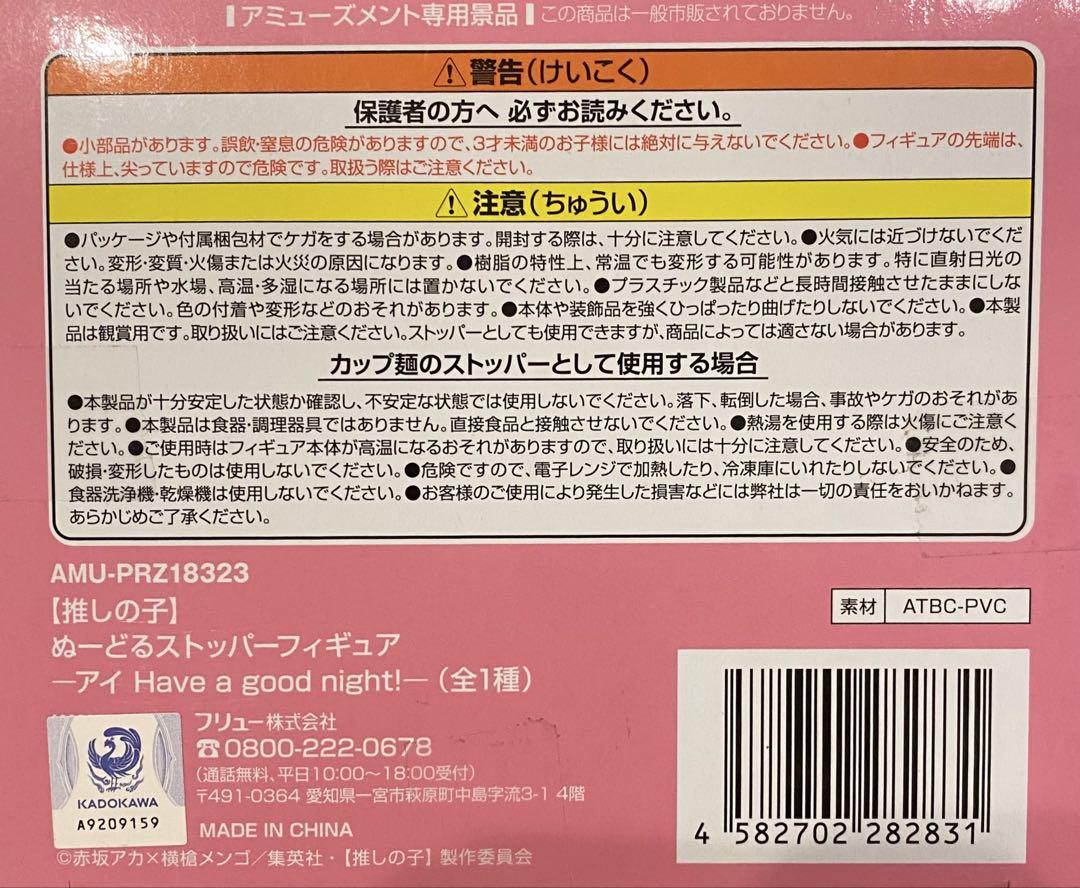 アミューズメント専用景品 この商品は一般市販されておりません。
⚠警告(けいこく)
保護者の方へ 必ずお読みください。
●小部品があります。誤飲・窒息の危険がありますので、3才未満のお子様には絶対に与えないでください。●フィギュアの先端は、
仕様上、尖っていますので危険です。取扱う際はご注意ください。
⚠注意(ちゅうい)
●パッケージや付属梱包材でケガをする場合があります。開封する際は、十分に注意してください。●火気には近づけないでくだ
さい。変形・変質・火傷または火災の原因になります。●樹脂の特性上、常温でも変形する可能性があります。特に直射日光の
当たる場所や水場、高温・多湿になる場所には置かないでください。●プラスチック製品などと長時間接触させたままにしな
いでください。色の付着や変形などのおそれがあります。●本体や装飾品を強くひっぱったり曲げたりしないでください。●本製
品は観賞用です。取り扱いにはご注意ください。ストッパーとしても使用できますが、商品によっては適さない場合があります。
カップ麺のストッパーとして使用する場合
●本製品が十分安定した状態か確認し、不安定な状態では使用しないでください。落下、転倒した場合、事故やケガのおそれがあ
ります。●本製品は食器・調理器具ではありません。直接食品と接触させないでください。●熱湯を使用する際は火傷にご注意く
ださい。●ご使用時はフィギュア本体が高温になるおそれがありますので、取り扱いには十分に注意してください。●安全のため、
破損・変形したものは使用しないでください。●危険ですので、電子レンジで加熱したり、冷凍庫にいれたりしないでください。●
食器洗浄機・乾燥機は使用しないでください。●お客様のご使用により発生した損害などには弊社は一切の責任をおいかねます。
あらかじめご了承ください。
AMU-PRZ18323
【推しの子】
素材 ATBC-PVC
ぬーどるストッパーフィギュア
―アイ Have a good night!―(全1種)
フリュー株式会社
☎0800-222-0678
(通話無料、平日10:00～18:00受付)
〒491-0364 愛知県一宮市萩原町中島字流3-1 4階
KADOKAWA
A9209159
MADE IN CHINA
4 582702 282831
©赤坂アカ×横槍メンゴ／集英社・【推しの子】製作委員会